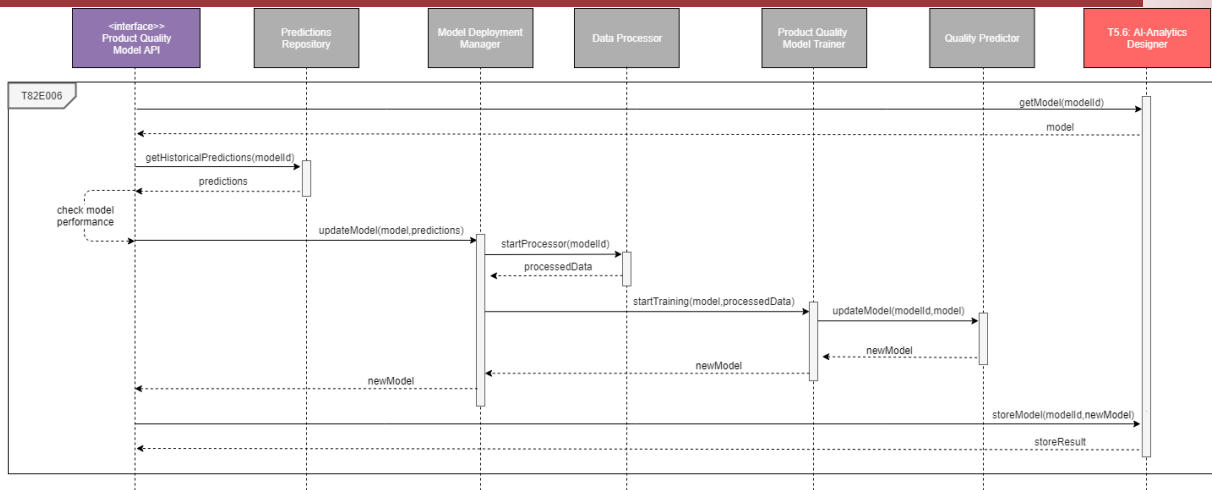 <interface>>
Product Quality
Model API
Predictions
Repository
Model Deployment
Manager
Data Processor
Product Quality
Model Trainer
Quality Predictor
T5.6: AI-Analytics
Designer
T82E006
getModel(modelId)
model
getHistoricalPredictions(modelId)
predictions
check model
performance
updateModel(model,predictions)
startProcessor(modelId)
processedData
startTraining(model,processedData)
updateModel(modelId,model)
newModel
newModel
newModel
storeModel(modelId,newModel)
storeResult